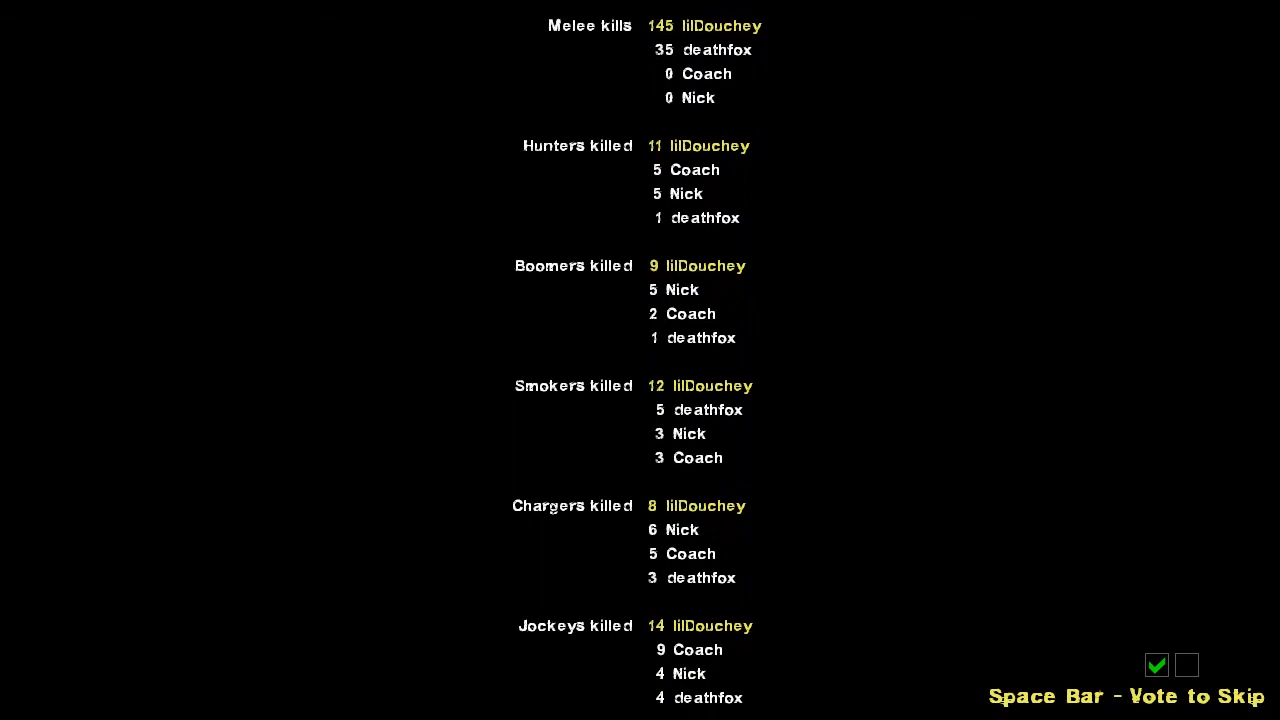 Melee kills 145 lilDouchey
35 deathfox
0 Coach
0 Nick
Hunters killed 11 lilDouchey
5 Coach
5 Nick
1 deathfox
Boomers killed 9 lilDouchey
5 Nick
2 Coach
1 deathfox
Smokers killed 12 lilDouchey
5 deathfox
3 Nick
3 Coach
Chargers killed 8 lilDouchey
6 Nick
5 Coach
3 deathfox
Jockeys killed 14 lilDouchey
9 Coach
4 Nick
4 deathfox
Space Bar - Vote to Skip